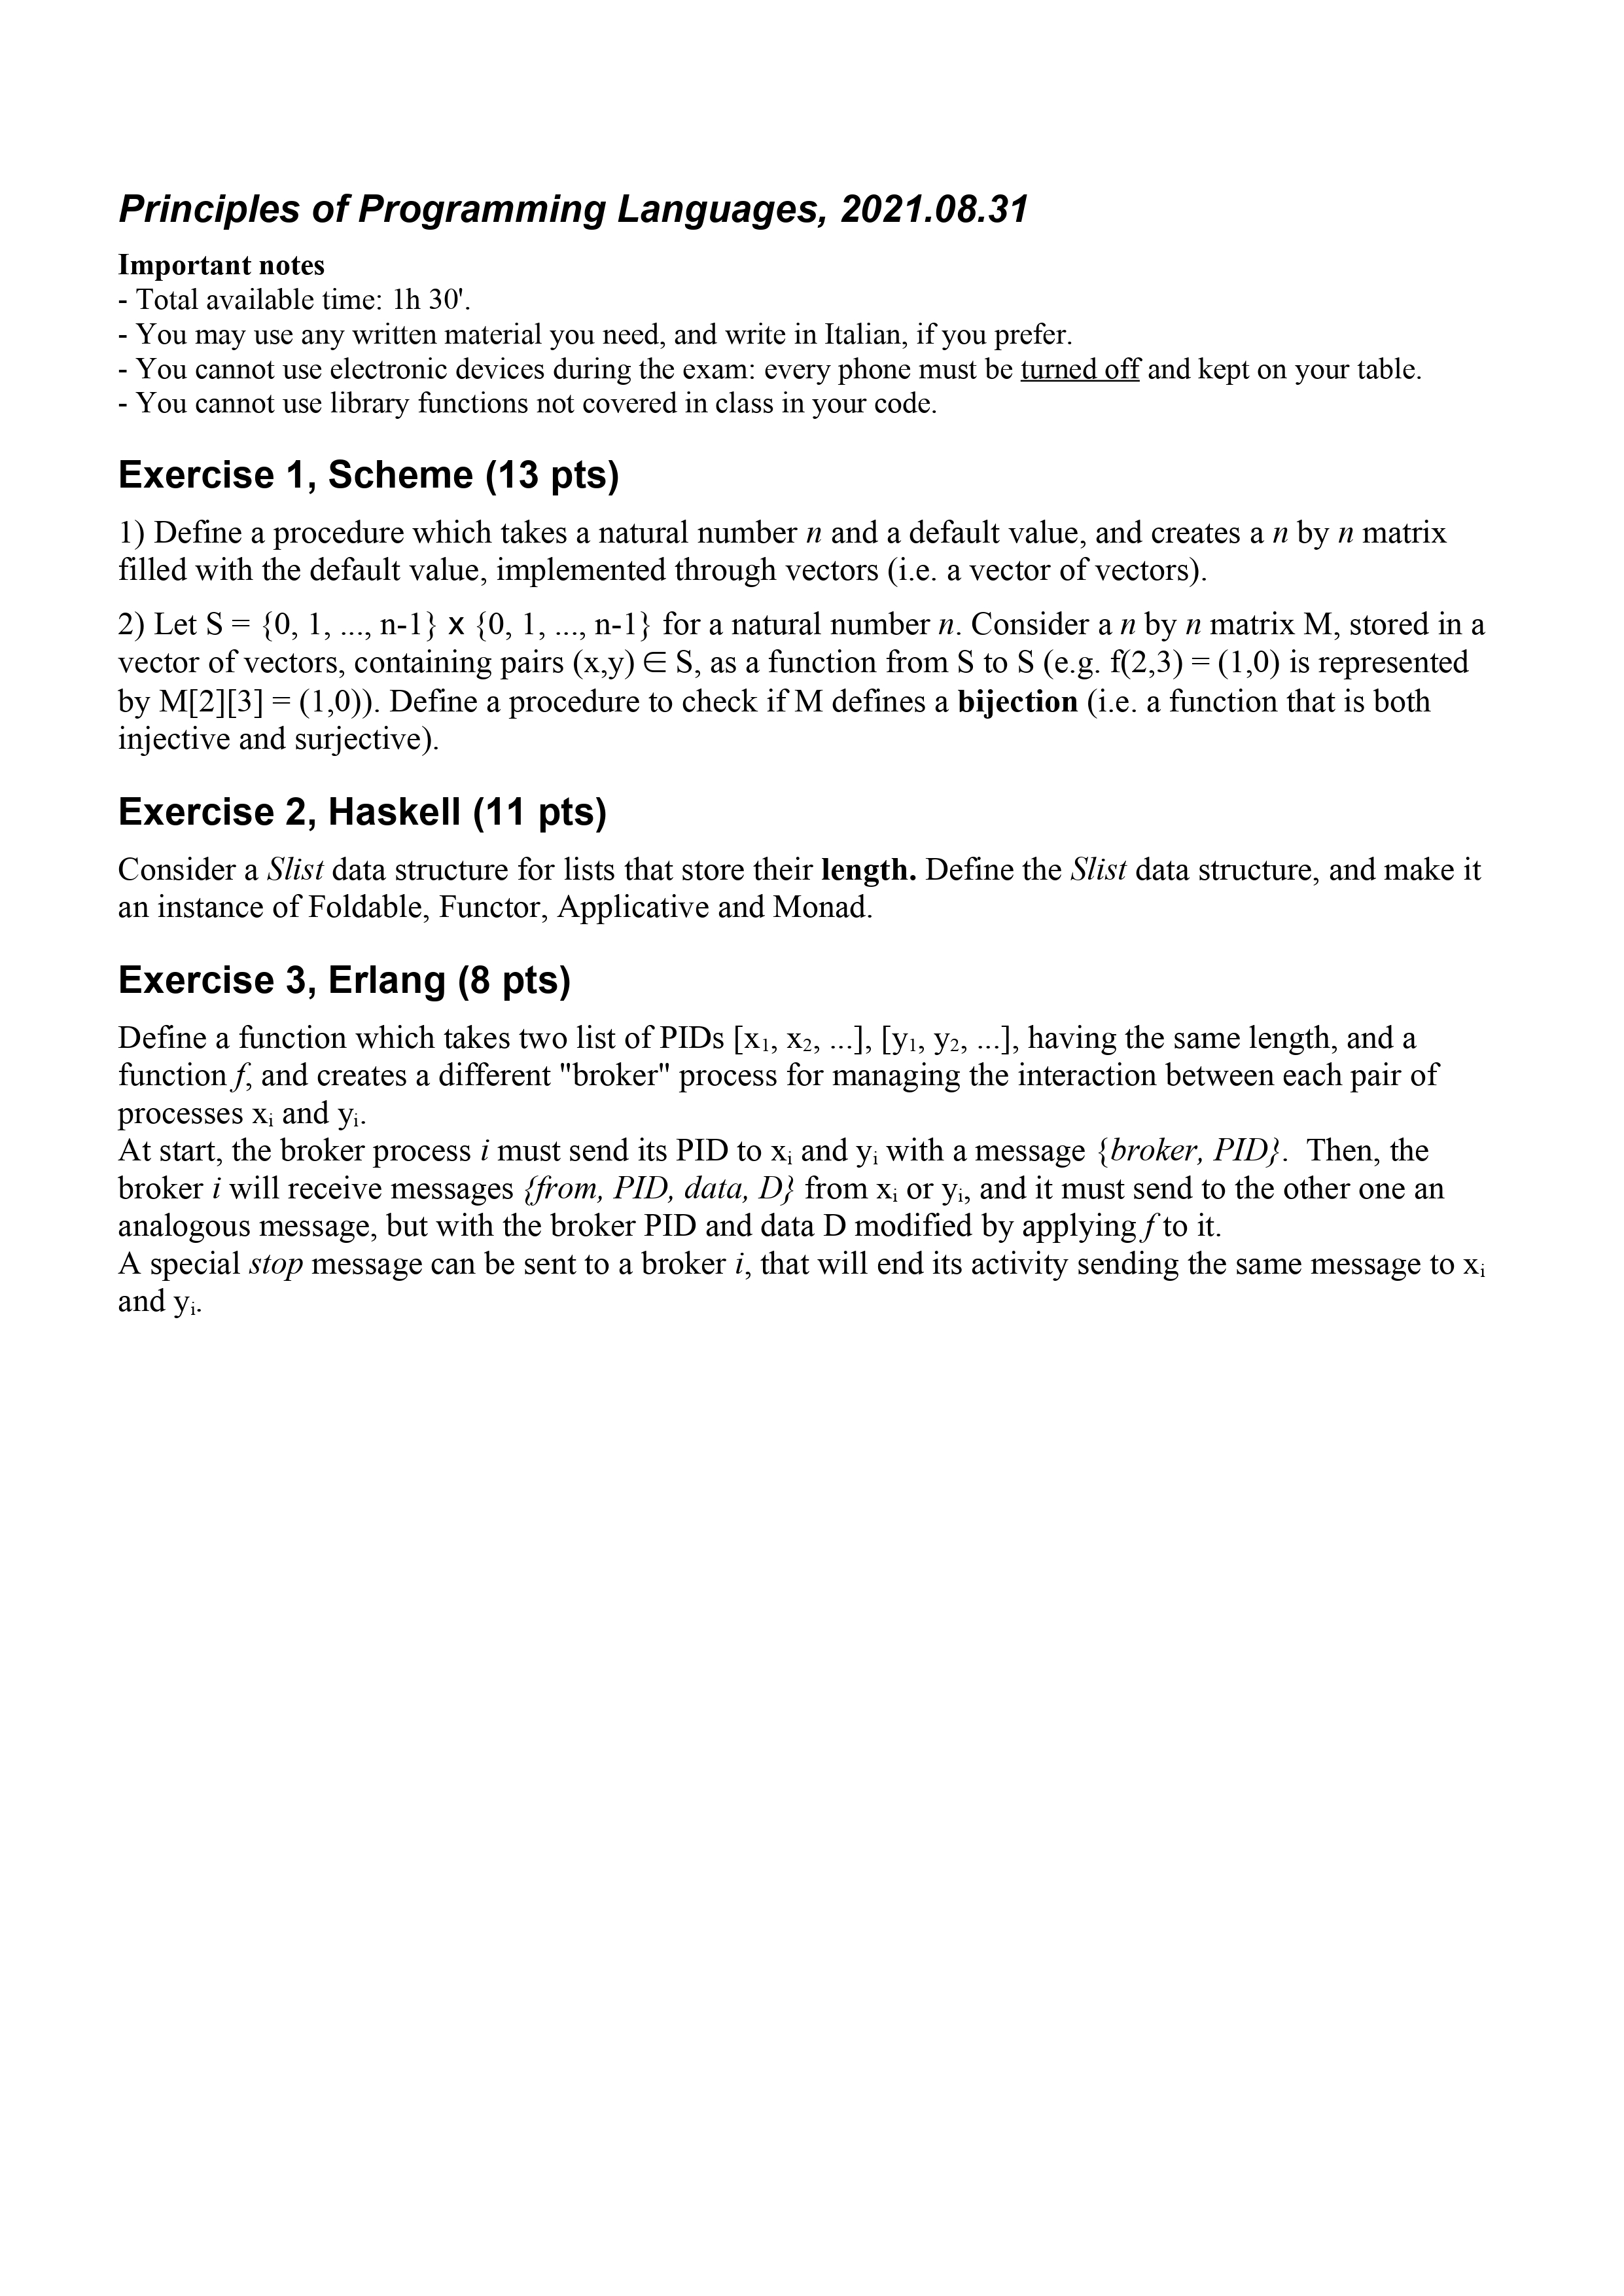 Principles of Programming Languages, 2021.08.31
Important notes
- Total available time: 1h 30'.
- You may use any written material you need, and write in Italian, if you prefer.
- You cannot use electronic devices during the exam: every phone must be turned off and kept on your table.
- You cannot use library functions not covered in class in your code.
Exercise 1, Scheme (13 pts)
1) Define a procedure which takes a natural number n and a default value, and creates a n by n matrix
filled with the default value, implemented through vectors (i.e. a vector of vectors).
2) Let S = {0, 1, ..., n-1} x {0, 1, ..., n-1} for a natural number n. Consider a n by n matrix M, stored in a
vector of vectors, containing pairs (x,y) ∈ S, as a function from S to S (e.g. f(2,3) = (1,0) is represented
by M[2][3] = (1,0)). Define a procedure to check if M defines a bijection (i.e. a function that is both
injective and surjective).
Exercise 2, Haskell (11 pts)
Consider a Slist data structure for lists that store their length. Define the Slist data structure, and make it
an instance of Foldable, Functor, Applicative and Monad.
Exercise 3, Erlang (8 pts)
Define a function which takes two list of PIDs [x₁, x₂, ...], [y₁, y₂, ...], having the same length, and a
function f, and creates a different "broker" process for managing the interaction between each pair of
processes xᵢ and yᵢ.
At start, the broker process i must send its PID to xᵢ and yᵢ with a message {broker, PID}. Then, the
broker i will receive messages {from, PID, data, D} from xᵢ or yᵢ, and it must send to the other one an
analogous message, but with the broker PID and data D modified by applying f to it.
A special stop message can be sent to a broker i, that will end its activity sending the same message to xᵢ
and yᵢ.